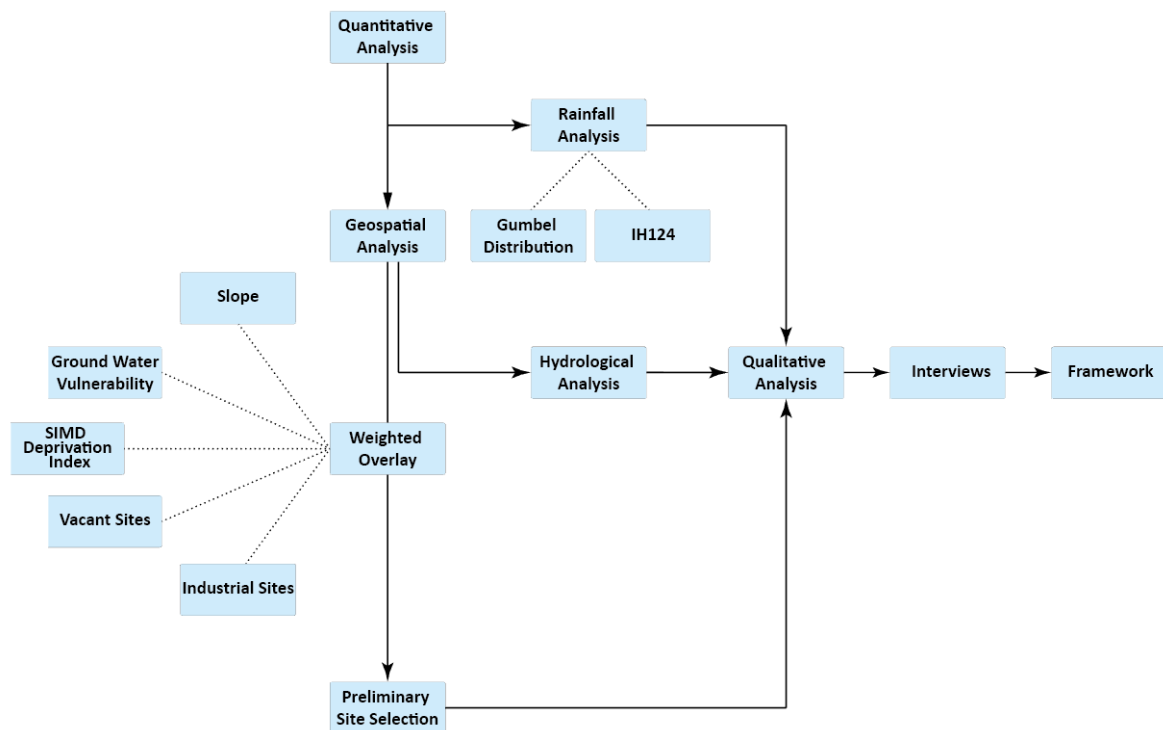 Quantitative
Analysis
Rainfall
Analysis
Geospatial
Analysis
Gumbel
Distribution
IH124
Slope
Ground Water
Vulnerability
Hydrological
Analysis
Qualitative
Analysis
Interviews
Framework
SIMD
Deprivation
Index
Weighted
Overlay
Vacant Sites
Industrial Sites
Preliminary
Site Selection